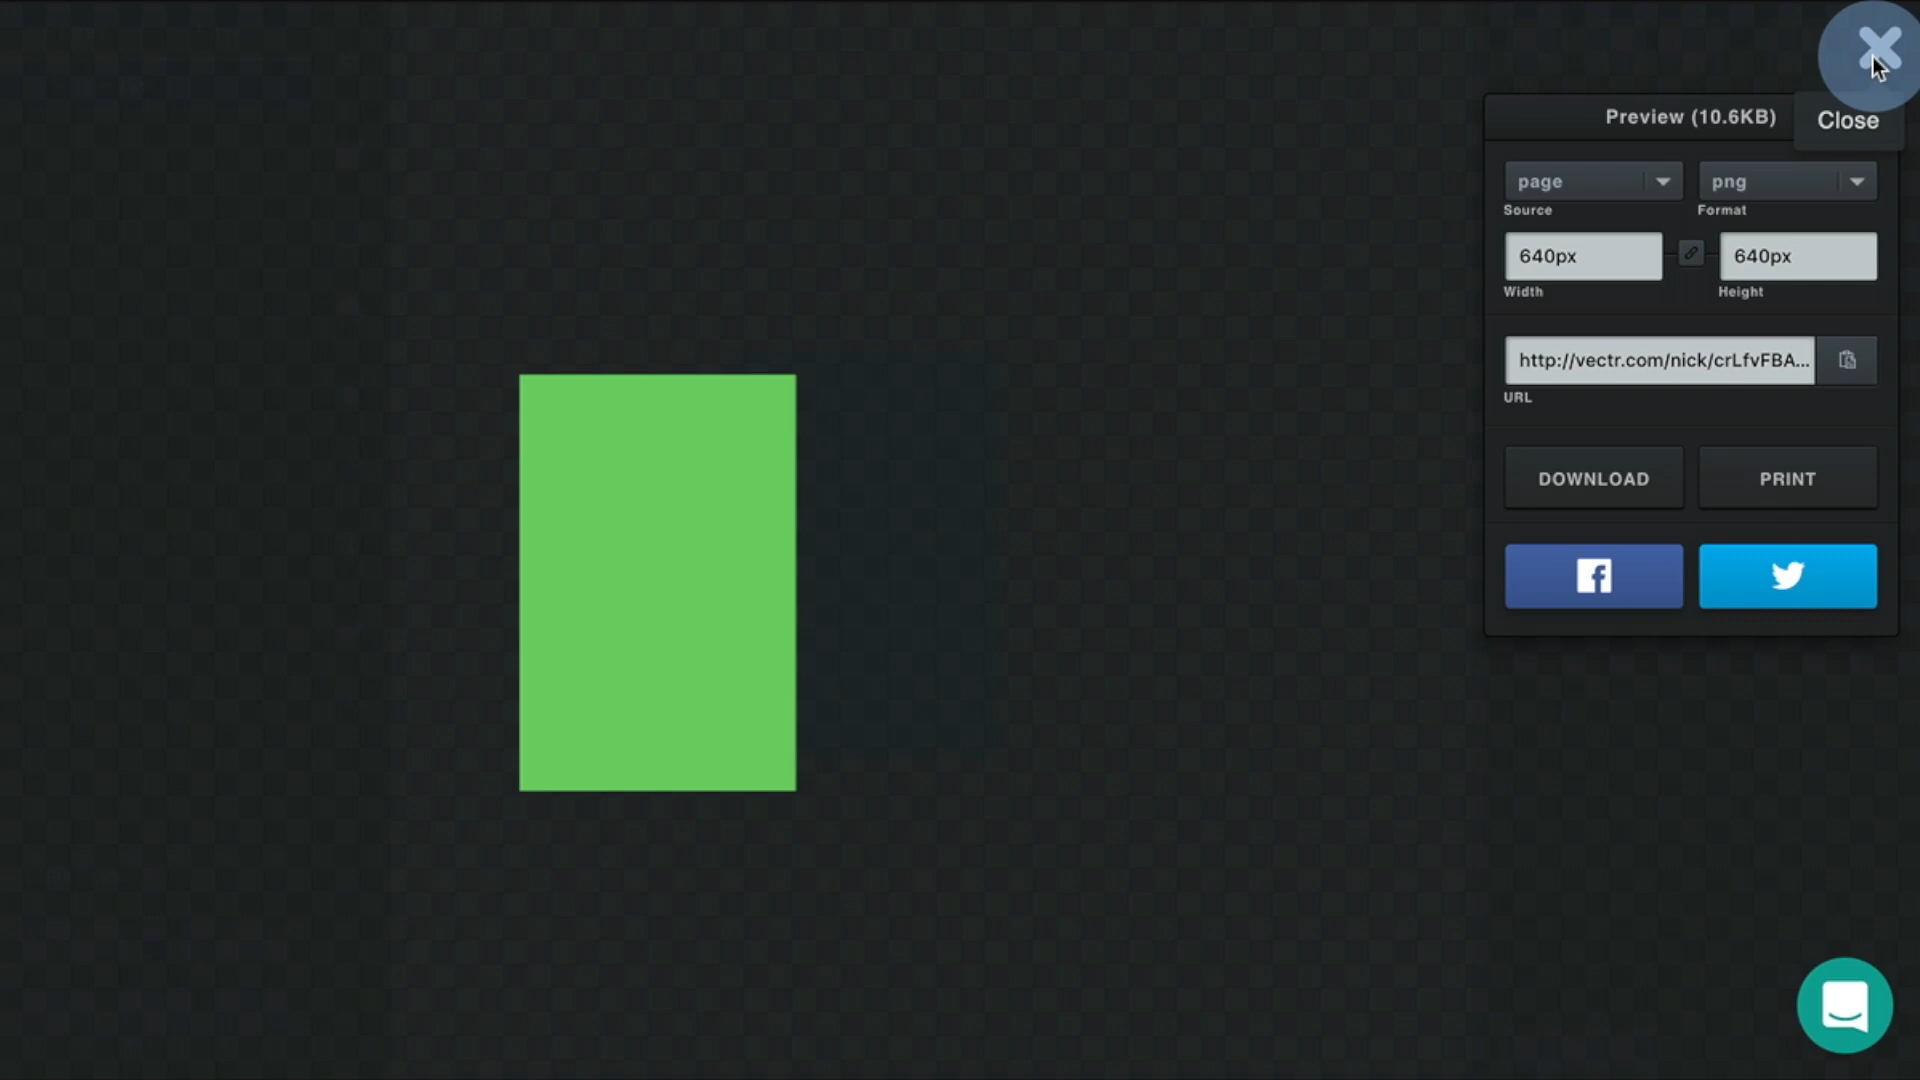 Preview (10.6KB)
Close
page
png
Source
Format
640px
640px
Width
Height
http://vectr.com/nick/crLfvFBA...
URL
DOWNLOAD
PRINT